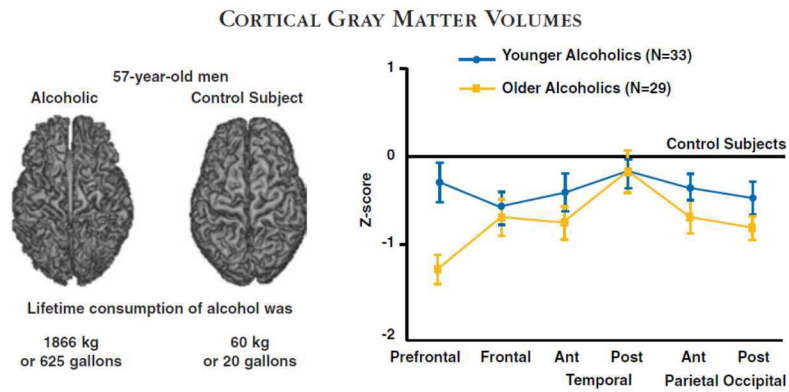 CORTICAL GRAY MATTER VOLUMES
57-year-old men
Alcoholic
Control Subject
Lifetime consumption of alcohol was
1866 kg
or 625 gallons
60 kg
or 20 gallons
Younger Alcoholics (N=33)
Older Alcoholics (N=29)
Control Subjects
Z-score
1
0
-1
-2
Prefrontal Frontal Ant Post Ant Post
Temporal Parietal Occipital